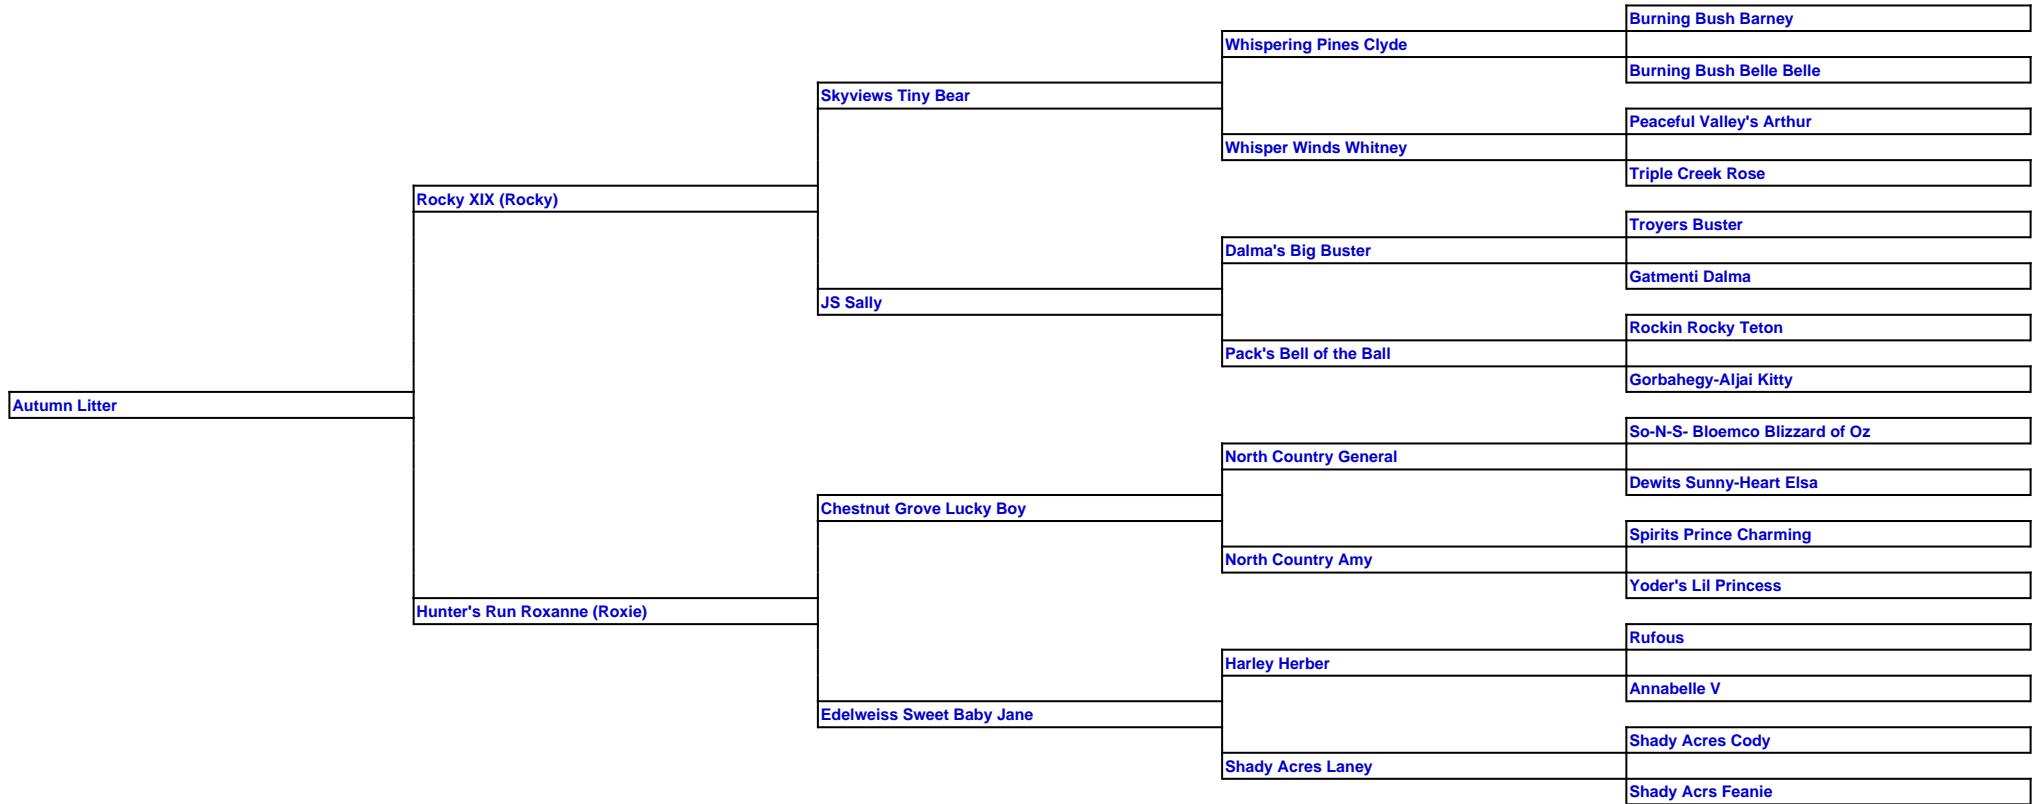 Burning Bush Barney
Whispering Pines Clyde
Burning Bush Belle Belle
Skyviews Tiny Bear
Peaceful Valley's Arthur
Whisper Winds Whitney
Triple Creek Rose
Rocky XIX (Rocky)
Troyers Buster
Dalma's Big Buster
Gatmenti Dalma
JS Sally
Rockin Rocky Teton
Pack's Bell of the Ball
Gorbahegy-Aljai Kitty
Autumn Litter
So-N-S- Bloemco Blizzard of Oz
North Country General
Dewits Sunny-Heart Elsa
Chestnut Grove Lucky Boy
Spirits Prince Charming
North Country Amy
Yoder's Lil Princess
Hunter's Run Roxanne (Roxie)
Rufous
Harley Herber
Annabelle V
Edelweiss Sweet Baby Jane
Shady Acres Cody
Shady Acres Laney
Shady Acrs Feanie